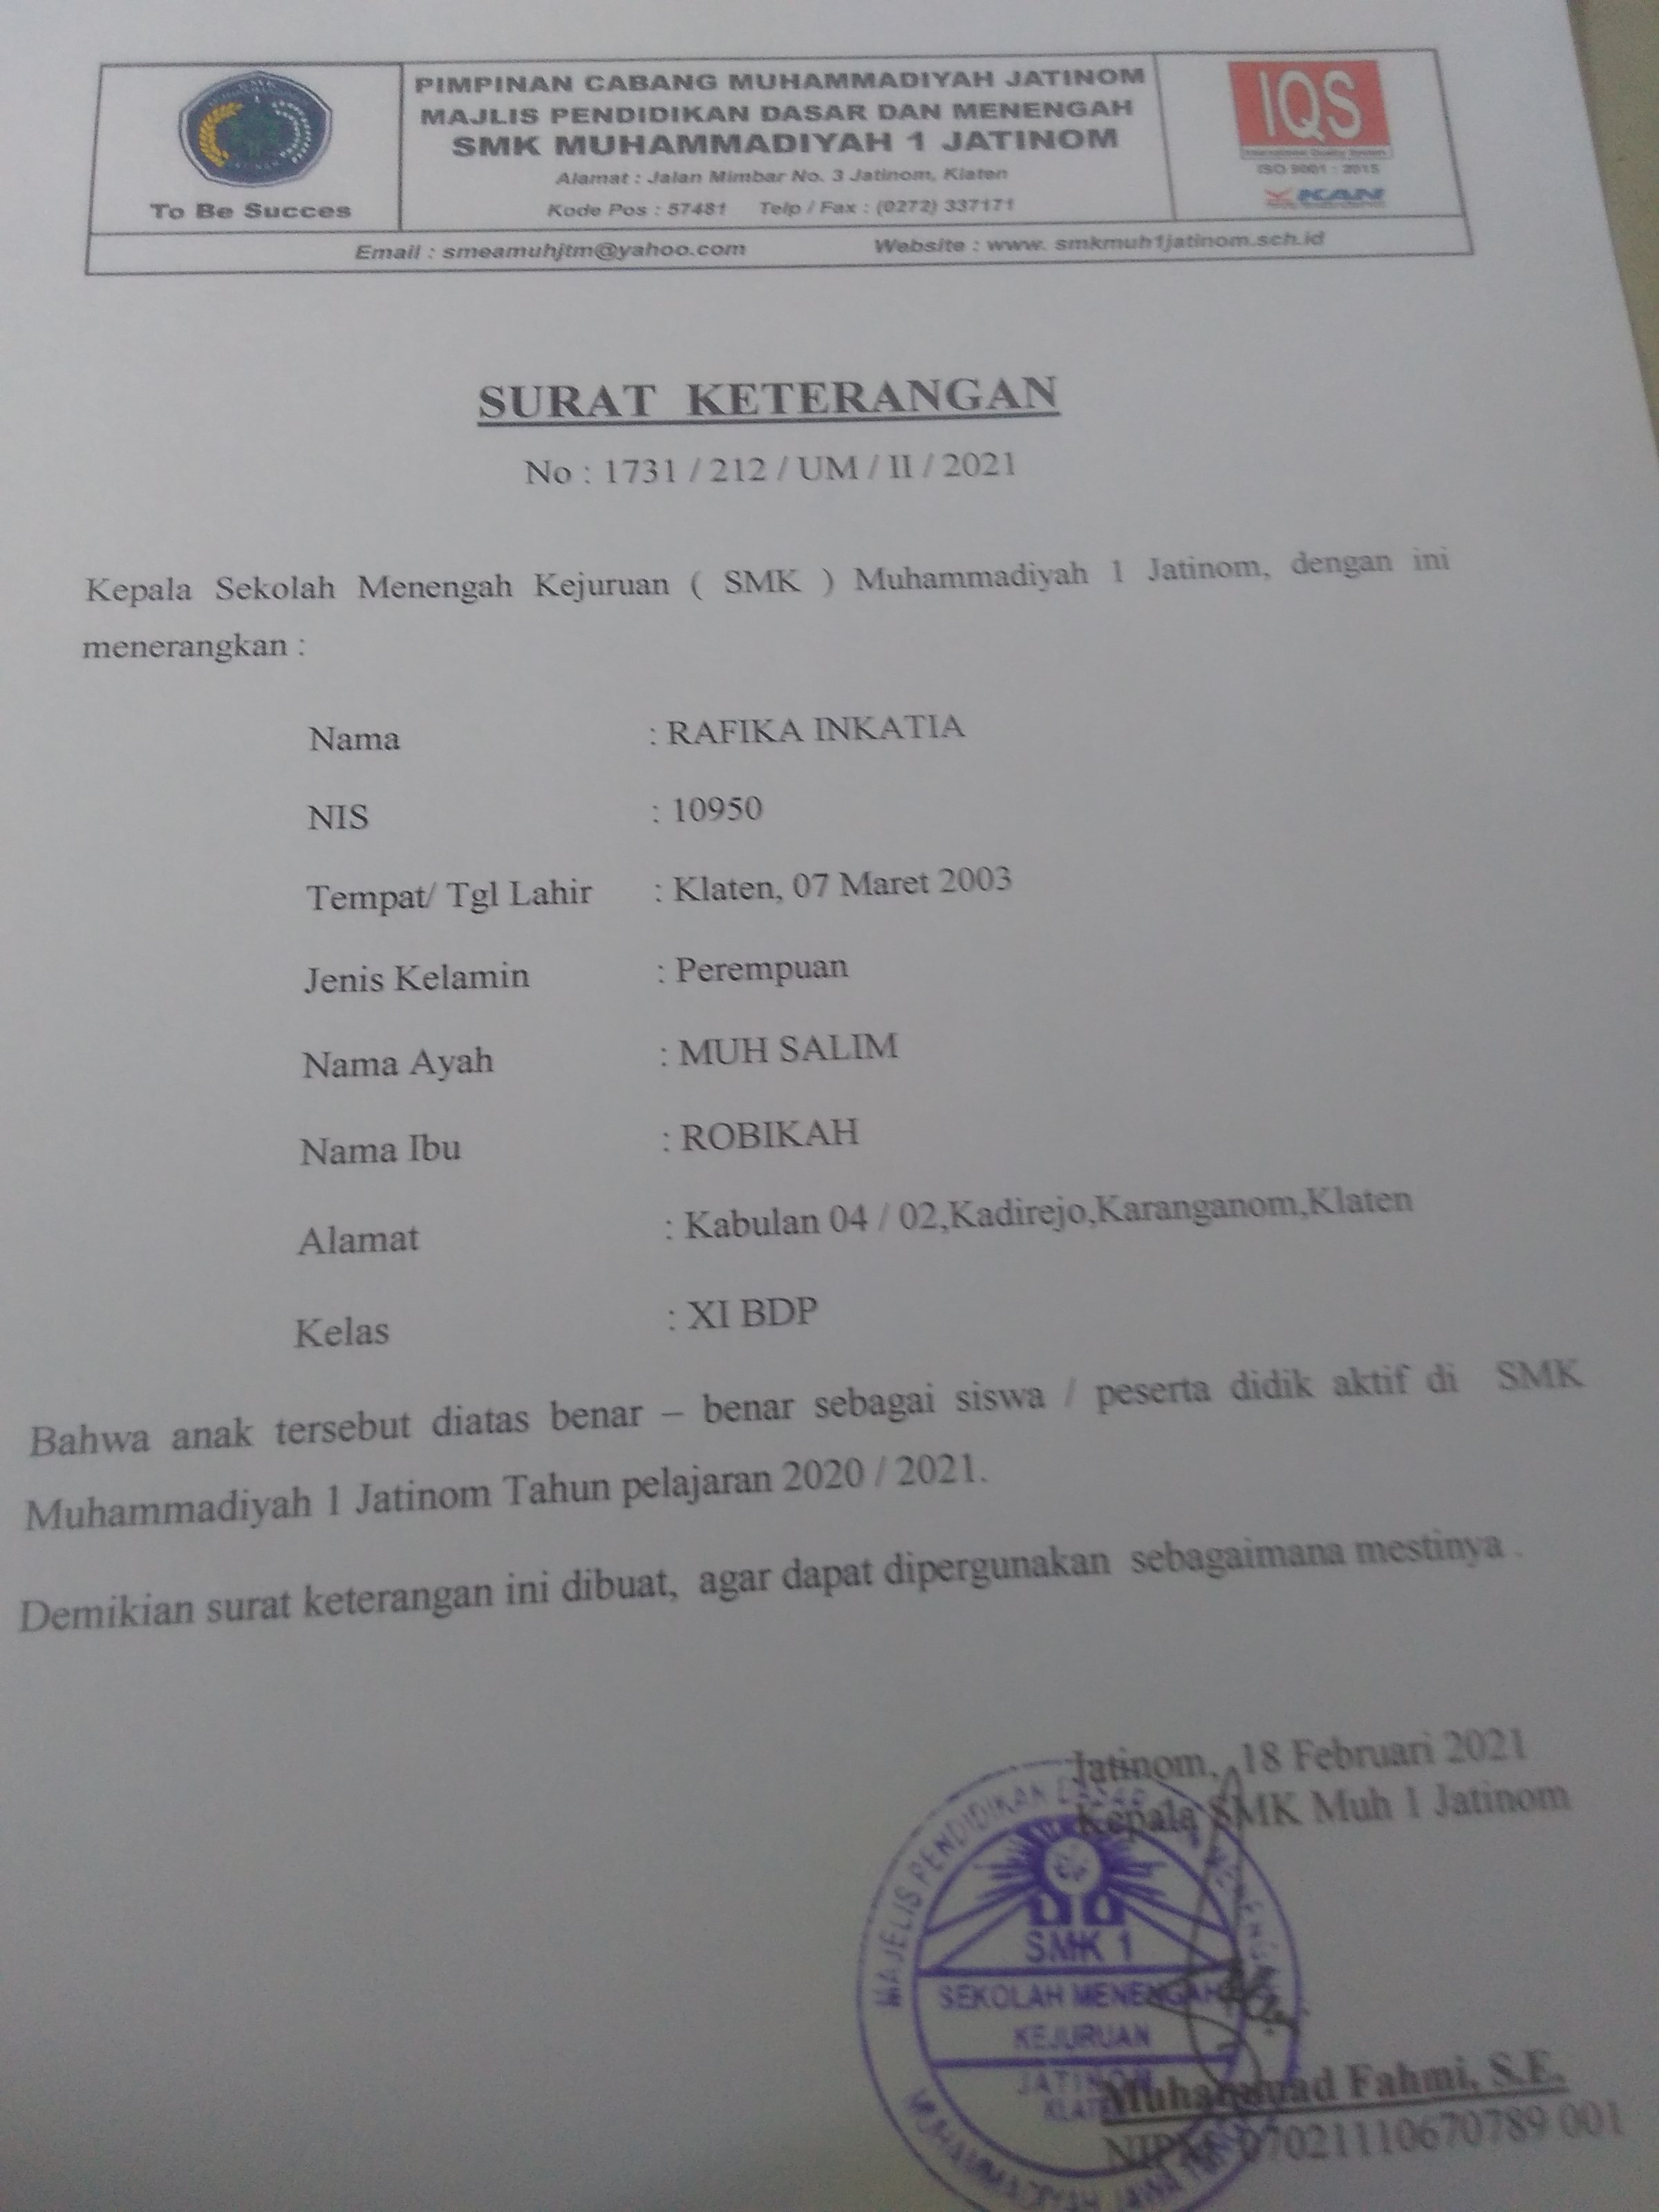 PIMPINAN CABANG MUHAMMADIYAH JATINOM
MAJLIS PENDIDIKAN DASAR DAN MENENGAH
SMK MUHAMMADIYAH 1 JATINOM
Alamat : Jalan Mimbar No. 3 Jatinom, Klaten
Kode Pos : 57481 Telp / Fax : (0272) 337171
To Be Succes
IQS
International Quality System
ISO 9001 : 2015
KAN
Email : smeamuhjtm@yahoo.com Website : www. smkmuh1jatinom.sch.id
SURAT KETERANGAN
No : 1731 / 212 / UM / II / 2021
Kepala Sekolah Menengah Kejuruan ( SMK ) Muhammadiyah 1 Jatinom, dengan ini
menerangkan :
Nama : RAFIKA INKATIA
NIS : 10950
Tempat/ Tgl Lahir : Klaten, 07 Maret 2003
Jenis Kelamin : Perempuan
Nama Ayah : MUH SALIM
Nama Ibu : ROBIKAH
Alamat : Kabulan 04 / 02,Kadirejo,Karanganom,Klaten
Kelas : XI BDP
Bahwa anak tersebut diatas benar – benar sebagai siswa / peserta didik aktif di SMK
Muhammadiyah 1 Jatinom Tahun pelajaran 2020 / 2021.
Demikian surat keterangan ini dibuat, agar dapat dipergunakan sebagaimana mestinya .
Jatinom, 18 Februari 2021
Kepala SMK Muh 1 Jatinom
MAJELIS PENDIDIKAN DASAR
SMK 1
SEKOLAH MENENGAH
KEJURUAN
JATINOM
KLATEN
MUHAMMADIYAH JAWA
Muhammad Fahmi, S.E.
07021110670789 001